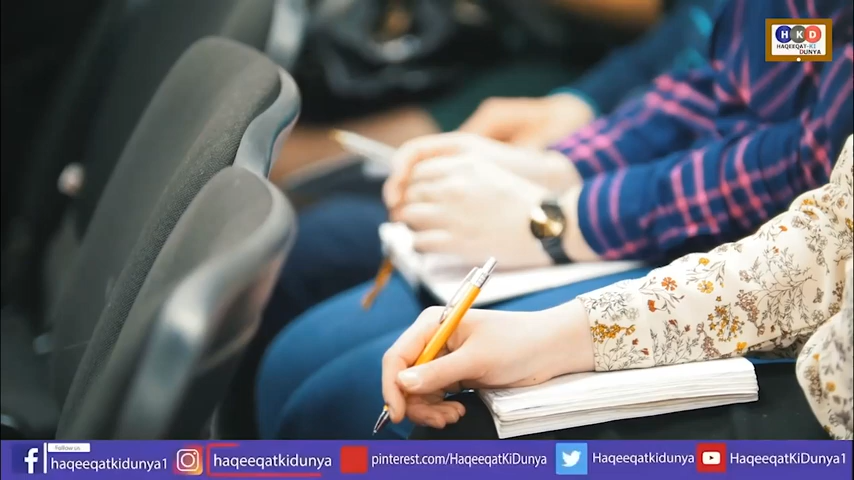 HKD
HAQEEQAT-KI
DUNYA
Follow us
haqeeqatkidunya1
haqeeqatkidunya
pinterest.com/HaqeeqatKiDunya
HaqeeqatKidunya
HaqeeqatKiDunya1